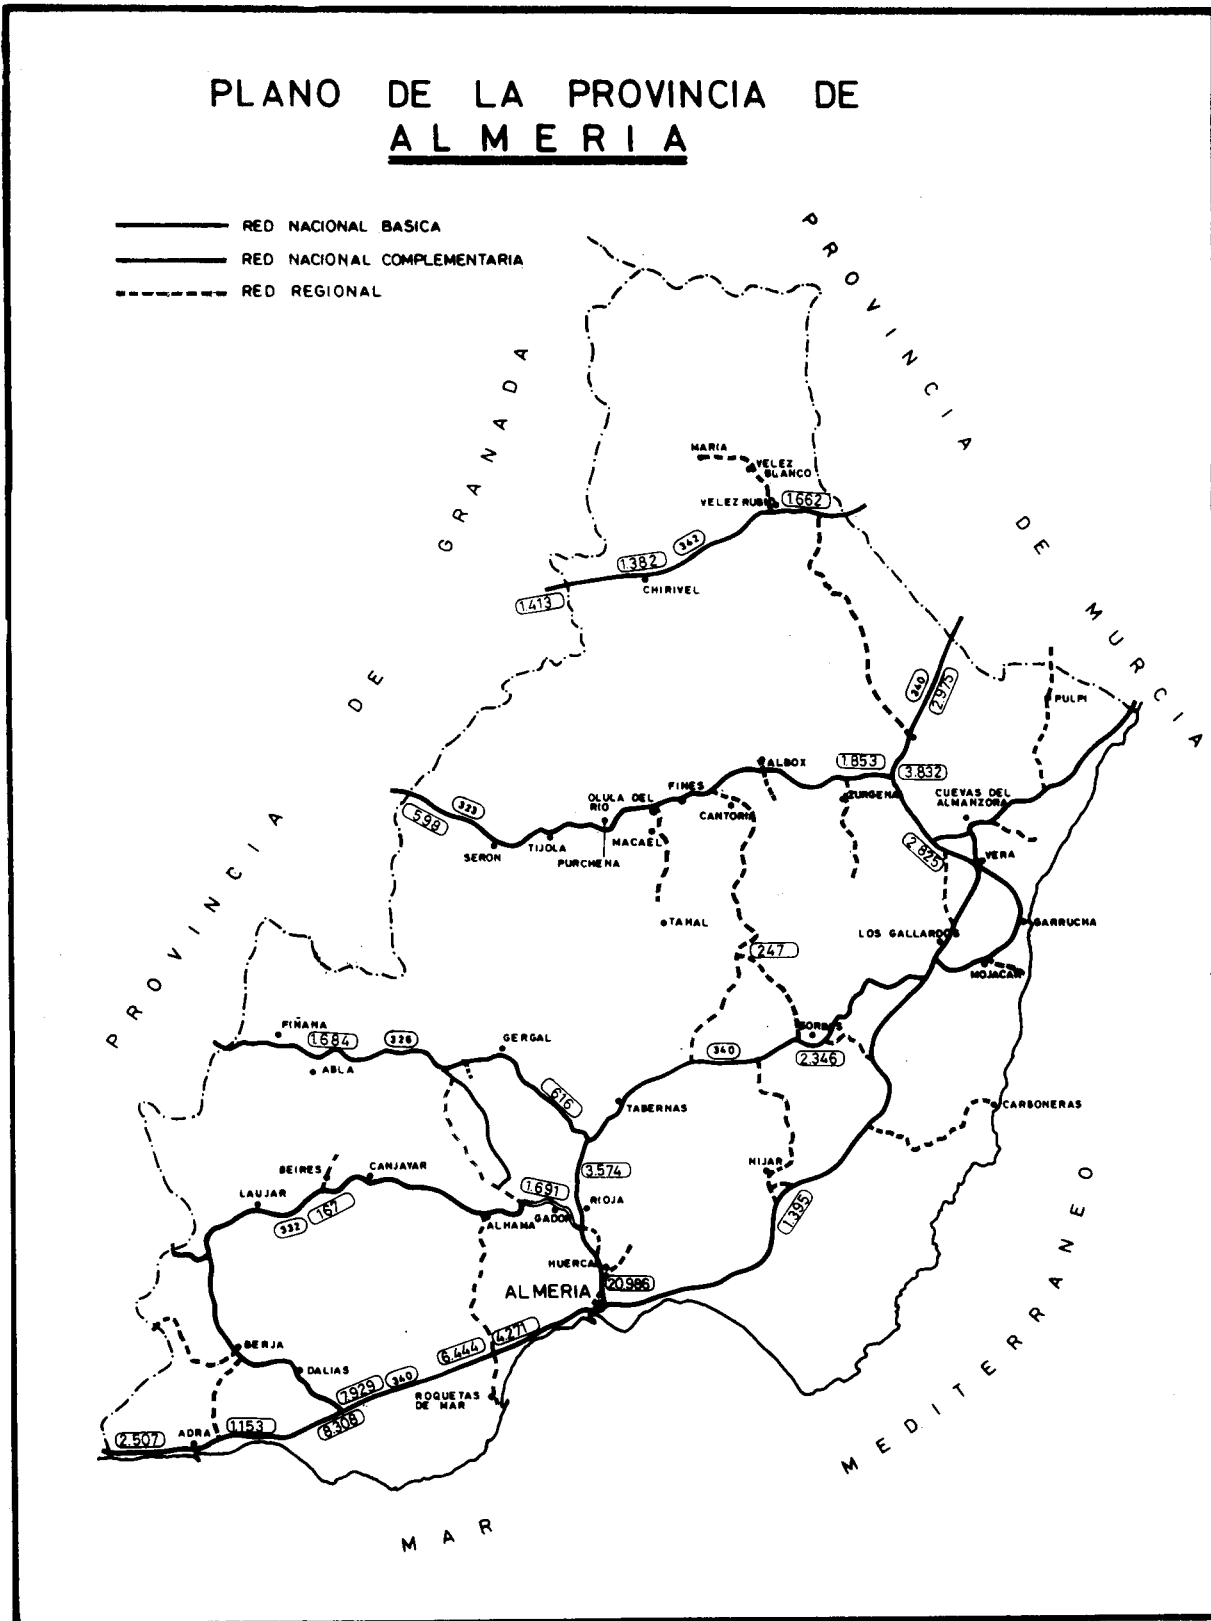 PLANO DE LA PROVINCIA DE
ALMERIA
RED NACIONAL BASICA
RED NACIONAL COMPLEMENTARIA
RED REGIONAL
PROVINCIA DE GRANADA
PROVINCIA DE MURCIA
MARIA
VELEZ
BLANCO
VELEZ RUBIO
1.662
342
1.382
CHIRIVEL
1.413
340
2.975
PULPI
ALBOX
1.853
3.832
FINES
OLULA DEL
RIO
ZURGENA
CUEVAS DEL
ALMANZORA
323
598
CANTORIA
MACAEL
TIJOLA
SERON
PURCHENA
2.825
VERA
TAHAL
GARRUCHA
LOS GALLARDOS
247
MOJACAR
FIÑANA
1.684
326
GERGAL
SORBAS
340
2.346
ABLA
616
TABERNAS
CARBONERAS
BEIRES
CANJAYAR
3.574
NIJAR
LAUJAR
1.691
RIOJA
332
167
GADOR
ALHAMA
1.395
HUERCAL
20.986
ALMERIA
4.271
6.444
BERJA
DALIAS
7.929
340
ROQUETAS
DE MAR
8.308
1.153
ADRA
2.507
MAR MEDITERRANEO